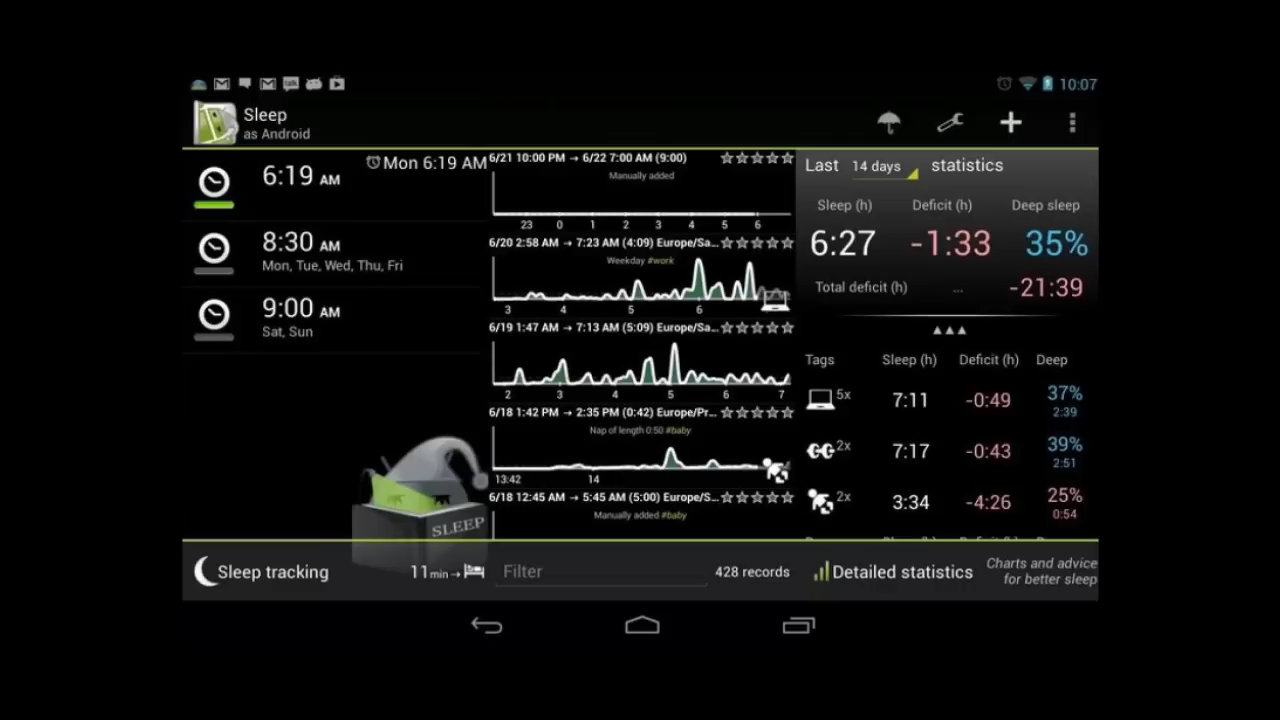 10:07
Sleep
as Android
6:19 AM
Mon 6:19 AM
8:30 AM
Mon, Tue, Wed, Thu, Fri
9:00 AM
Sat, Sun
SLEEP
6/21 10:00 PM → 6/22 7:00 AM (9:00)
Manually added
23 0 1 2 3 4 5 6
6/20 2:58 AM → 7:23 AM (4:09) Europe/Sa...
Weekday #work
3 4 5 6
6/19 1:47 AM → 7:13 AM (5:09) Europe/Sa...
2 3 4 5 6 7
6/18 1:42 PM → 2:35 PM (0:42) Europe/Pr...
Nap of length 0:50 #baby
13:42 14
6/18 12:45 AM → 5:45 AM (5:00) Europe/S...
Manually added #baby
Last 14 days statistics
Sleep (h) Deficit (h) Deep sleep
6:27 -1:33 35%
Total deficit (h) ... -21:39
Tags Sleep (h) Deficit (h) Deep
5x 7:11 -0:49 37%
2:39
2x 7:17 -0:43 39%
2:51
2x 3:34 -4:26 25%
0:54
Sleep tracking 11 min→
Filter 428 records
Detailed statistics
Charts and advice
for better sleep